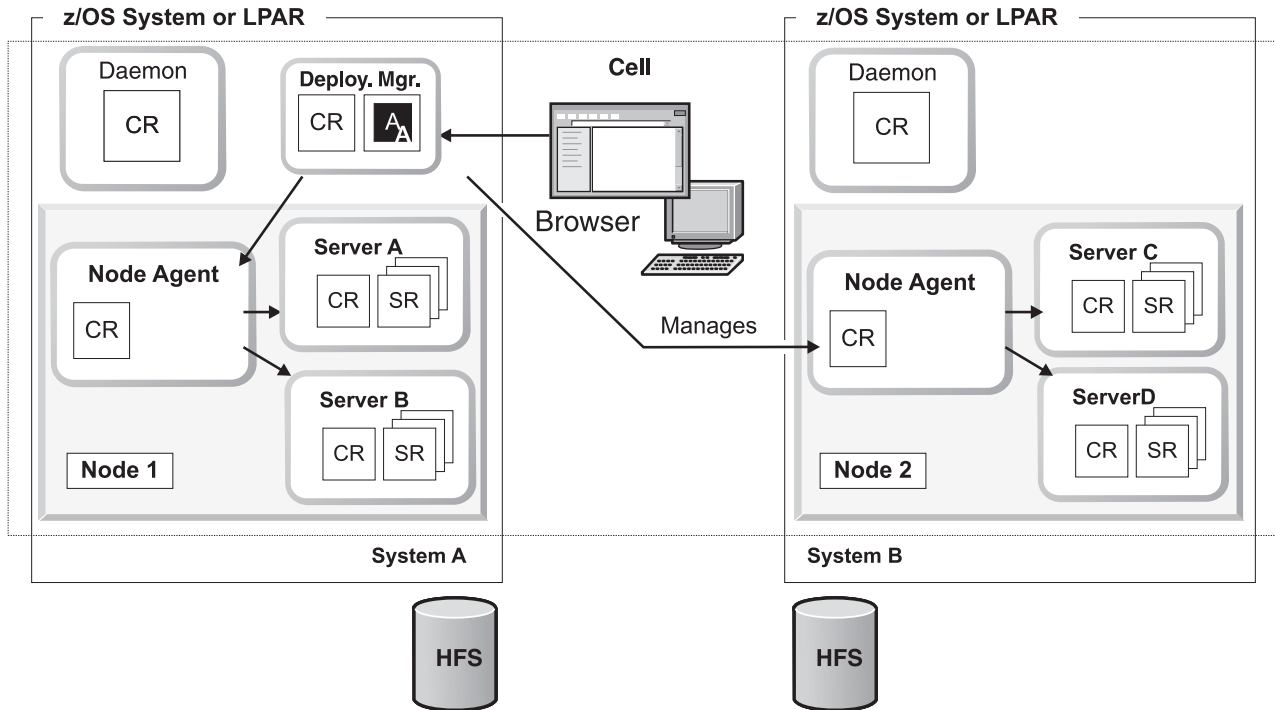 z/OS System or LPAR
Daemon
CR
Deploy. Mgr.
CR
A
A
Node Agent
CR
Server A
CR
SR
Server B
CR
SR
Node 1
System A
HFS
Cell
Browser
Manages
z/OS System or LPAR
Daemon
CR
Node Agent
CR
Server C
CR
SR
ServerD
CR
SR
Node 2
System B
HFS